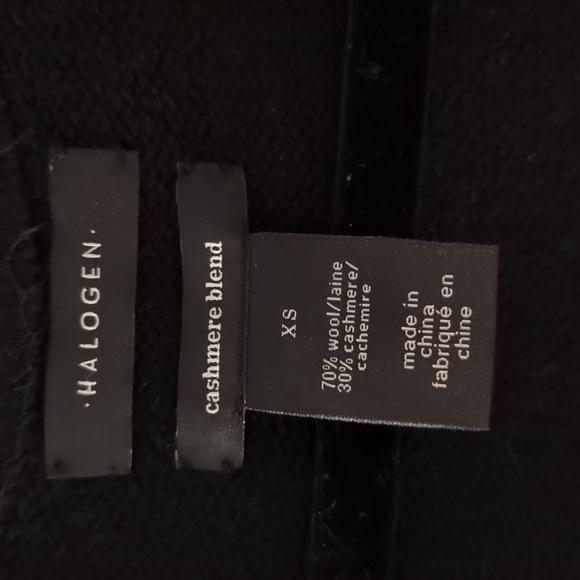 ·HALOGEN·
cashmere blend
XS
70% wool/laine
30% cashmere/
cachemire
made in
china
fabriqué en
chine